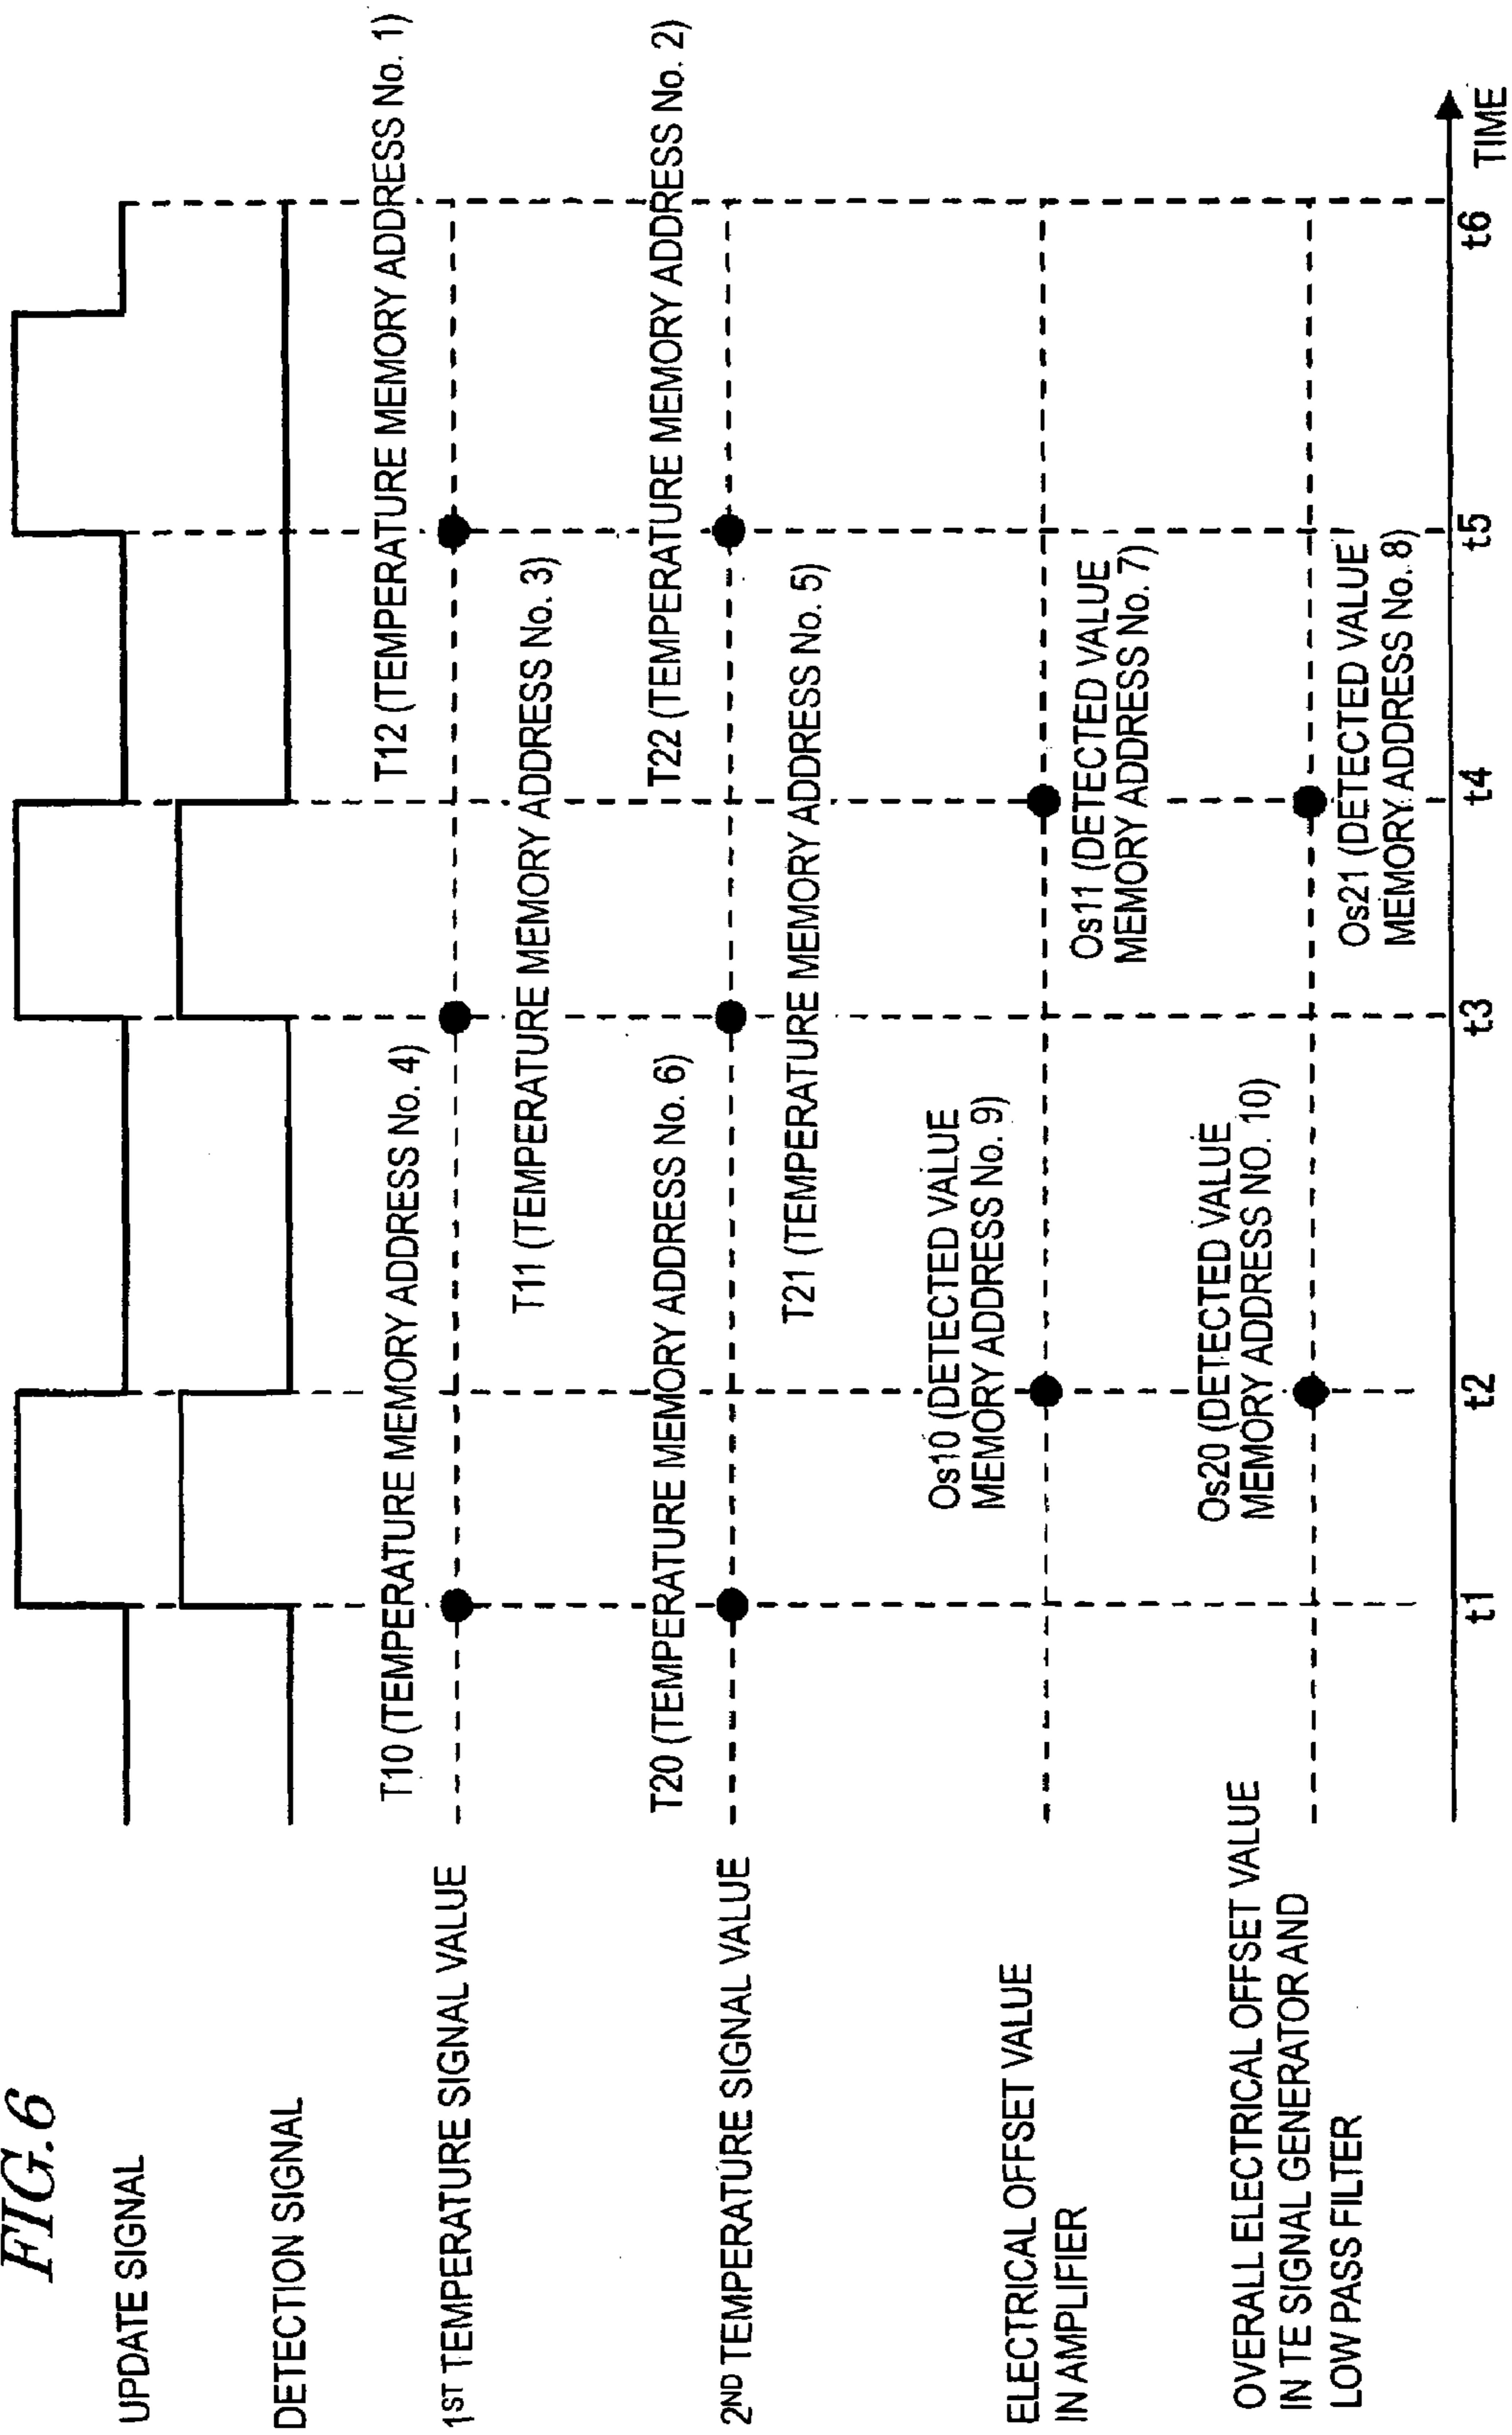 FIG.6
UPDATE SIGNAL
DETECTION SIGNAL
T10 (TEMPERATURE MEMORY ADDRESS No. 4)
T12 (TEMPERATURE MEMORY ADDRESS No. 1)
1ST TEMPERATURE SIGNAL VALUE
T11 (TEMPERATURE MEMORY ADDRESS No. 3)
T20 (TEMPERATURE MEMORY ADDRESS No. 6)
T22 (TEMPERATURE MEMORY ADDRESS No. 2)
2ND TEMPERATURE SIGNAL VALUE
T21 (TEMPERATURE MEMORY ADDRESS No. 5)
Os10 (DETECTED VALUE
MEMORY ADDRESS No. 9)
ELECTRICAL OFFSET VALUE
IN AMPLIFIER
Os11 (DETECTED VALUE
MEMORY ADDRESS No. 7)
Os20 (DETECTED VALUE
MEMORY ADDRESS NO. 10)
OVERALL ELECTRICAL OFFSET VALUE
IN TE SIGNAL GENERATOR AND
LOW PASS FILTER
Os21 (DETECTED VALUE
MEMORY ADDRESS No. 8)
t1
t2
t3
t4
t5
t6
TIME